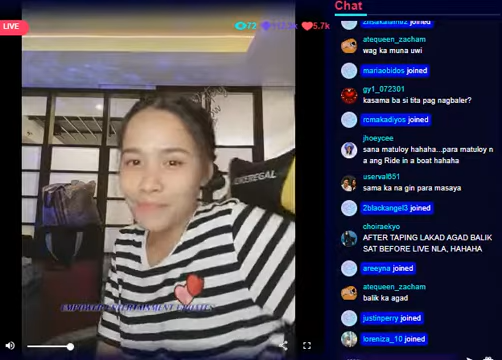 LIVE
72
5.7k
Chat
joined
atequeen_zacham
wag ka muna uwi
mariaobidos joined
gy1_072301
kasama ba si tita pag nagbaler?
romakadiyos joined
jhoeycee
sana matuloy hahaha...para matuloy n
a ang Ride in a boat hahaha
userval651
sama ka na gin para masaya
2blackangel3 joined
choiraekyo
AFTER TAPING LAKAD AGAD BALIK
SAT BEFORE LIVE NLA, HAHAHA
areeyna joined
atequeen_zacham
balik ka agad
justinperry joined
loreniza_10 joined